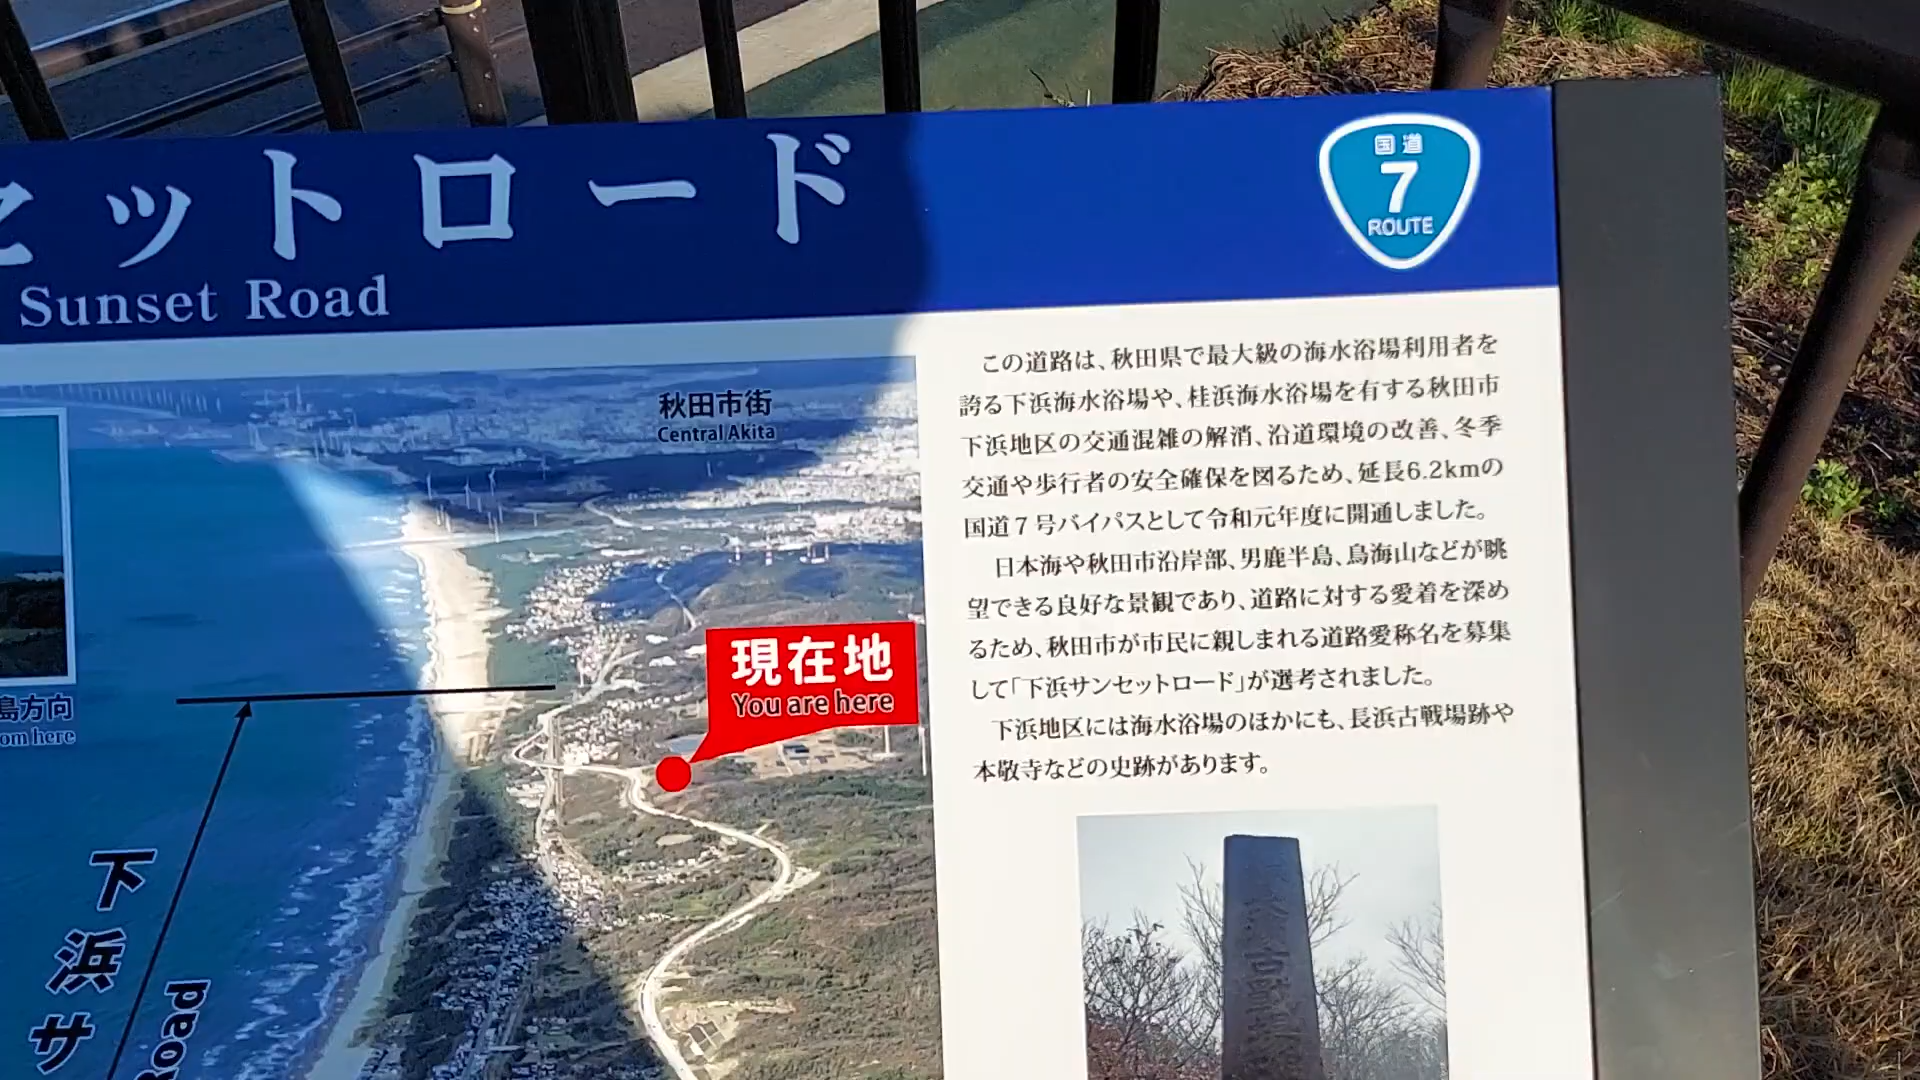 セットロード
Sunset Road
国道
7
ROUTE
この道路は、秋田県で最大級の海水浴場利用者を
誇る下浜海水浴場や、桂浜海水浴場を有する秋田市
下浜地区の交通混雑の解消、沿道環境の改善、冬季
交通や歩行者の安全確保を図るため、延長6.2kmの
国道7号バイパスとして令和元年度に開通しました。
日本海や秋田市沿岸部、男鹿半島、鳥海山などが眺
望できる良好な景観であり、道路に対する愛着を深め
るため、秋田市が市民に親しまれる道路愛称名を募集
して「下浜サンセットロード」が選考されました。
下浜地区には海水浴場のほかにも、長浜古戦場跡や
本敬寺などの史跡があります。
秋田市街
Central Akita
現在地
You are here
島方向
om here
下浜サ
Road